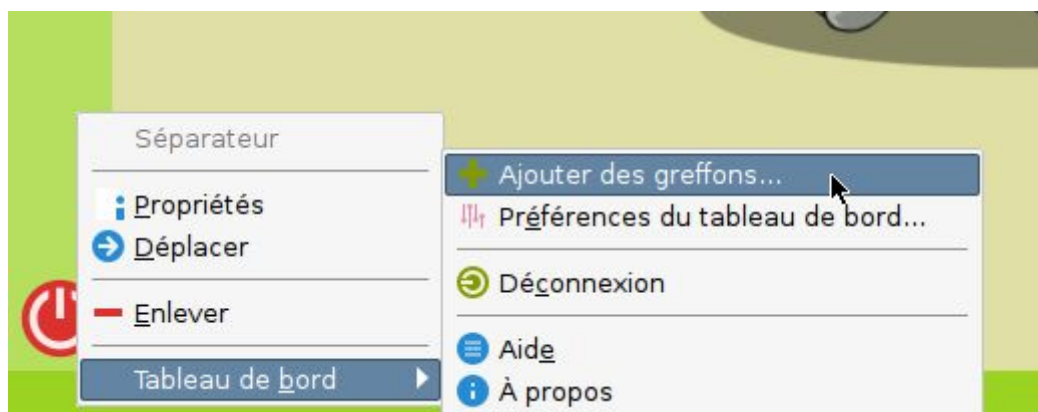 Séparateur
Propriétés
Déplacer
Enlever
Tableau de bord
Ajouter des greffons...
Préférences du tableau de bord...
Déconnexion
Aide
À propos